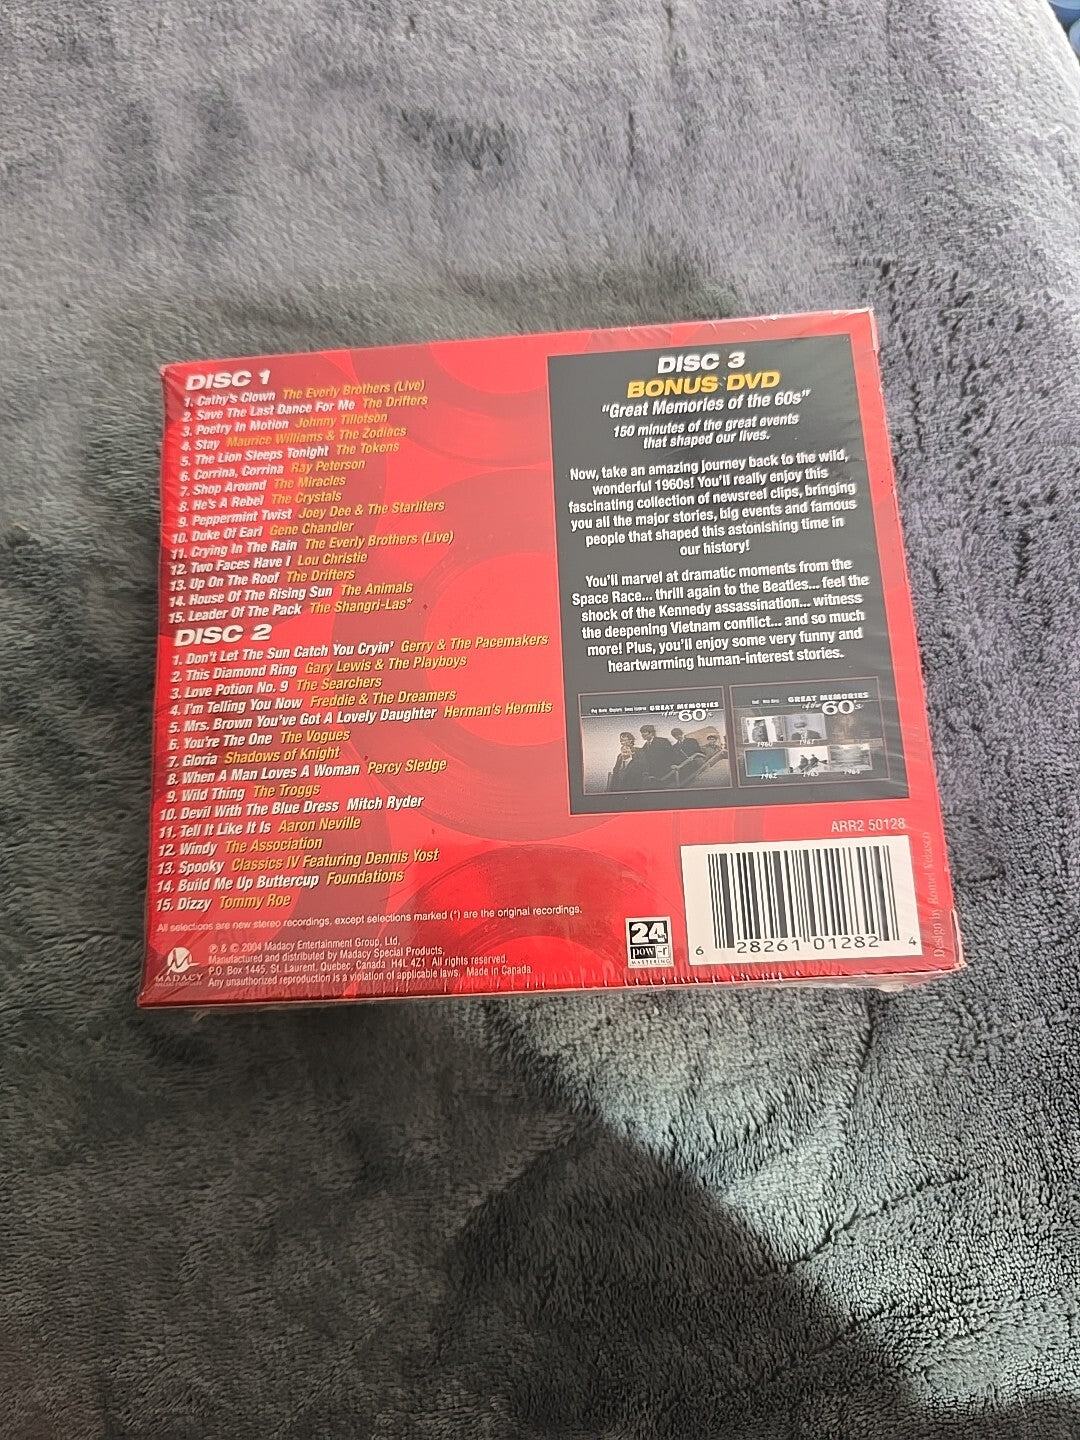 DISC 1
1. Cathy's Clown The Everly Brothers (Live)
2. Save The Last Dance For Me The Drifters
3. Poetry In Motion Johnny Tillotson
4. Stay Maurice Williams & The Zodiacs
5. The Lion Sleeps Tonight The Tokens
6. Corrina, Corrina Ray Peterson
7. Shop Around The Miracles
8. He's A Rebel The Crystals
9. Peppermint Twist Joey Dee & The Starliters
10. Duke Of Earl Gene Chandler
11. Crying In The Rain The Everly Brothers (Live)
12. Two Faces Have I Lou Christie
13. Up On The Roof The Drifters
14. House Of The Rising Sun The Animals
15. Leader Of The Pack The Shangri-Las*
DISC 2
1. Don't Let The Sun Catch You Cryin' Gerry & The Pacemakers
2. This Diamond Ring Gary Lewis & The Playboys
3. Love Potion No. 9 The Searchers
4. I'm Telling You Now Freddie & The Dreamers
5. Mrs. Brown You've Got A Lovely Daughter Herman's Hermits
6. You're The One The Vogues
7. Gloria Shadows of Knight
8. When A Man Loves A Woman Percy Sledge
9. Wild Thing The Troggs
10. Devil With The Blue Dress Mitch Ryder
11. Tell It Like It Is Aaron Neville
12. Windy The Association
13. Spooky Classics IV Featuring Dennis Yost
14. Build Me Up Buttercup Foundations
15. Dizzy Tommy Roe
All selections are new stereo recordings, except selections marked (*) are the original recordings.
MADACY
℗ & © 2004 Madacy Entertainment Group, Ltd.
Manufactured and distributed by Madacy Special Products,
P.O. Box 1445, St. Laurent, Quebec, Canada H4L 4Z1 All rights reserved.
Any unauthorized reproduction is a violation of applicable laws. Made in Canada.
DISC 3
BONUS DVD
"Great Memories of the 60s"
150 minutes of the great events
that shaped our lives.
Now, take an amazing journey back to the wild,
wonderful 1960s! You'll really enjoy this
fascinating collection of newsreel clips, bringing
you all the major stories, big events and famous
people that shaped this astonishing time in
our history!
You'll marvel at dramatic moments from the
Space Race... thrill again to the Beatles... feel the
shock of the Kennedy assassination... witness
the deepening Vietnam conflict... and so much
more! Plus, you'll enjoy some very funny and
heartwarming human-interest stories.
GREAT MEMORIES
of the 60s
GREAT MEMORIES
of the 60s
1960 1961
1962 1963 1964
ARR2 50128
24
power
MASTERING
6 28261 01282 4
Design by Rommel Velasco